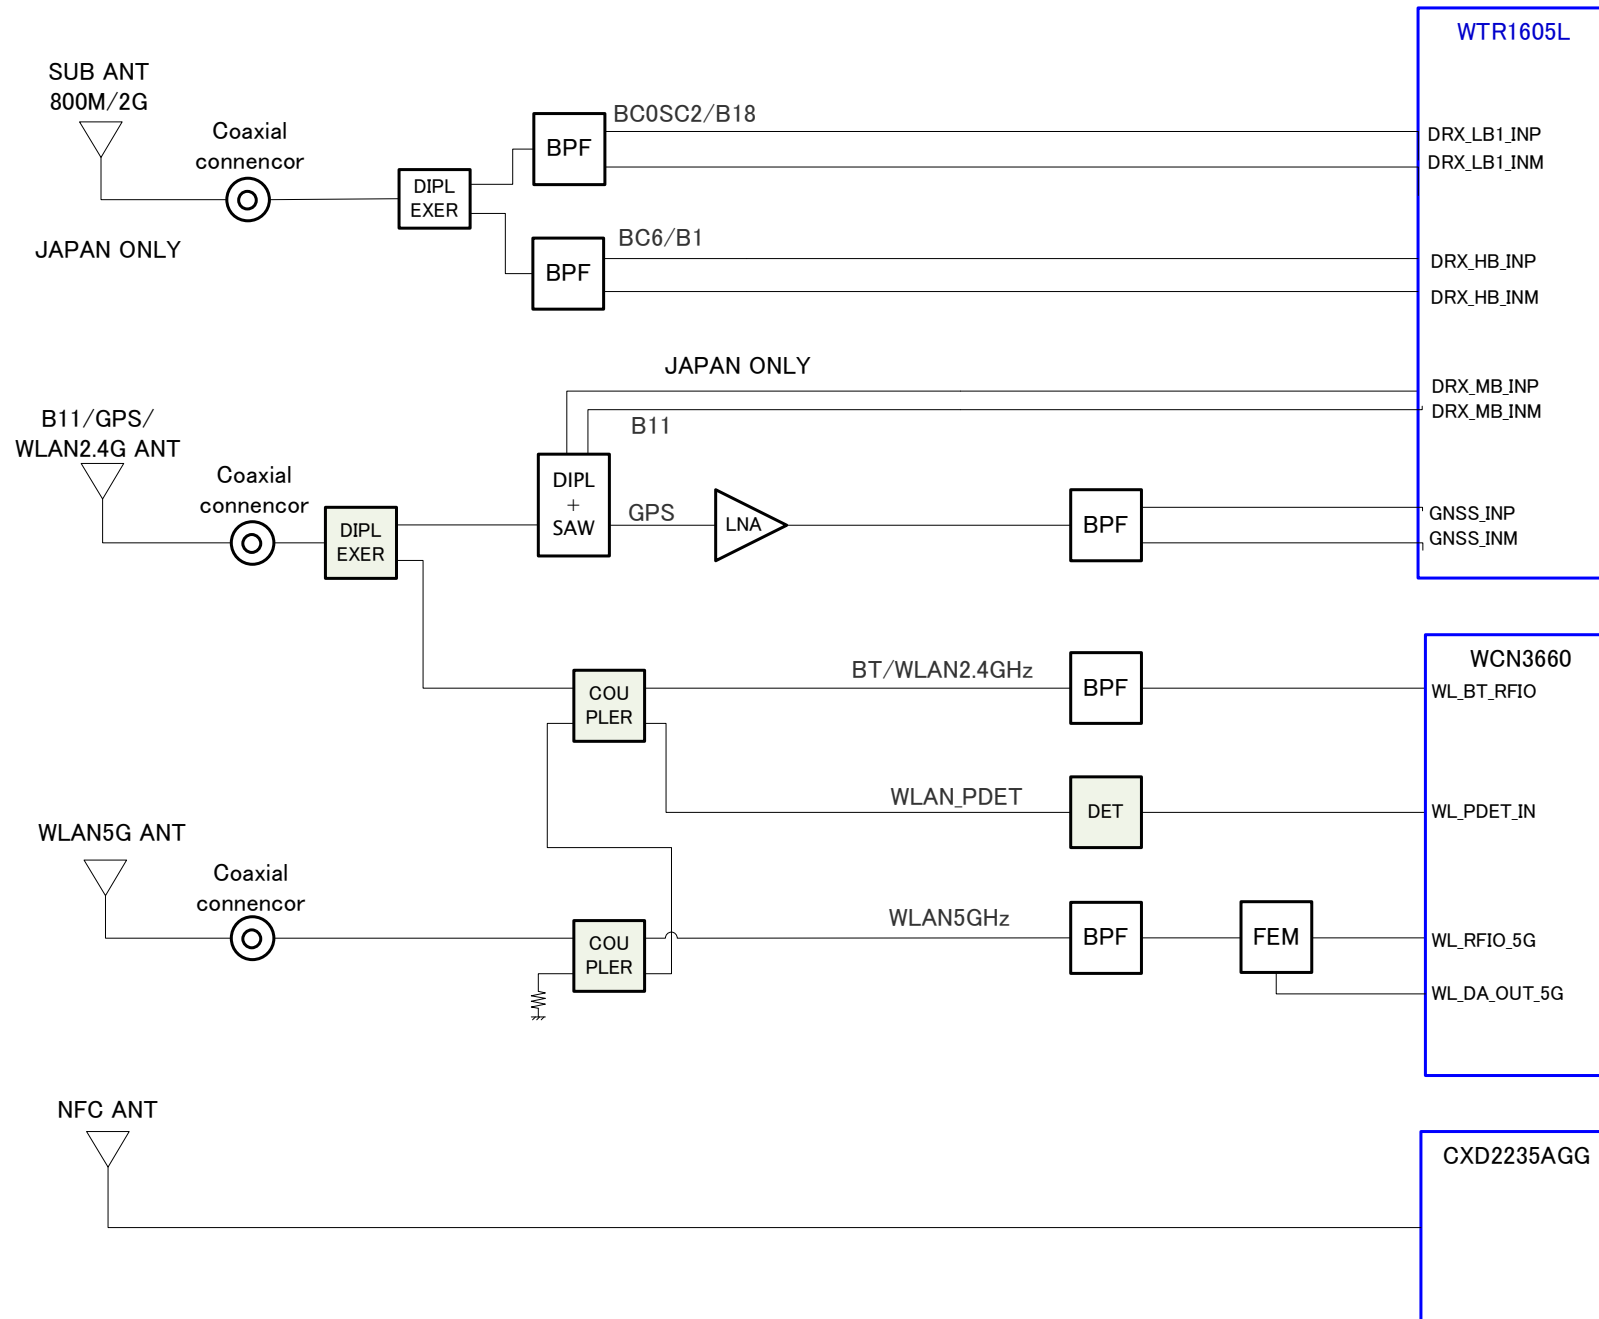 WTR1605L
SUB ANT
800M/2G
Coaxial
connencor
DIPL
EXER
JAPAN ONLY
BPF
BC0SC2/B18
DRX_LB1_INP
DRX_LB1_INM
BPF
BC6/B1
DRX_HB_INP
DRX_HB_INM
JAPAN ONLY
B11
DRX_MB_INP
DRX_MB_INM
B11/GPS/
WLAN2.4G ANT
Coaxial
connencor
DIPL
EXER
DIPL
+
SAW
GPS
LNA
BPF
GNSS_INP
GNSS_INM
WCN3660
COU
PLER
BT/WLAN2.4GHz
BPF
WL_BT_RFIO
WLAN_PDET
DET
WL_PDET_IN
WLAN5G ANT
Coaxial
connencor
COU
PLER
WLAN5GHz
BPF
FEM
WL_RFIO_5G
WL_DA_OUT_5G
NFC ANT
CXD2235AGG